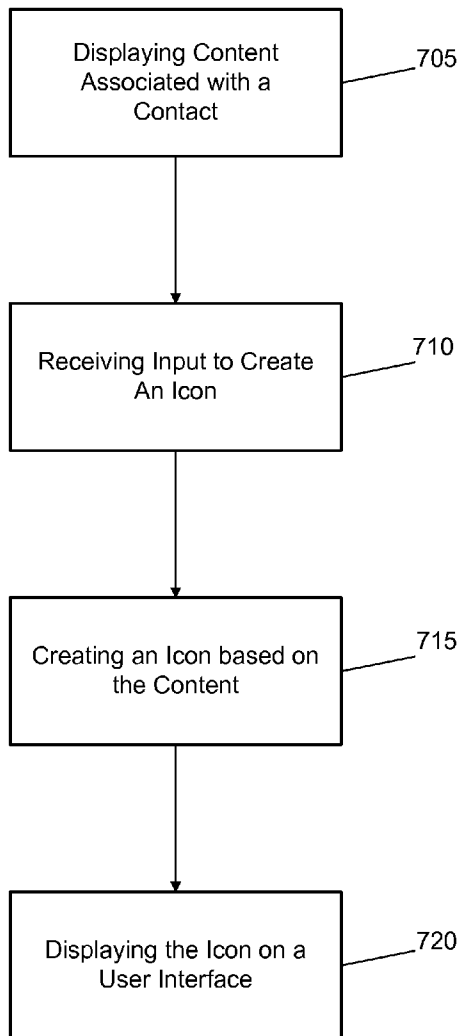 Displaying Content
Associated with a
Contact
705
Receiving Input to Create
An Icon
710
Creating an Icon based on
the Content
715
Displaying the Icon on a
User Interface
720